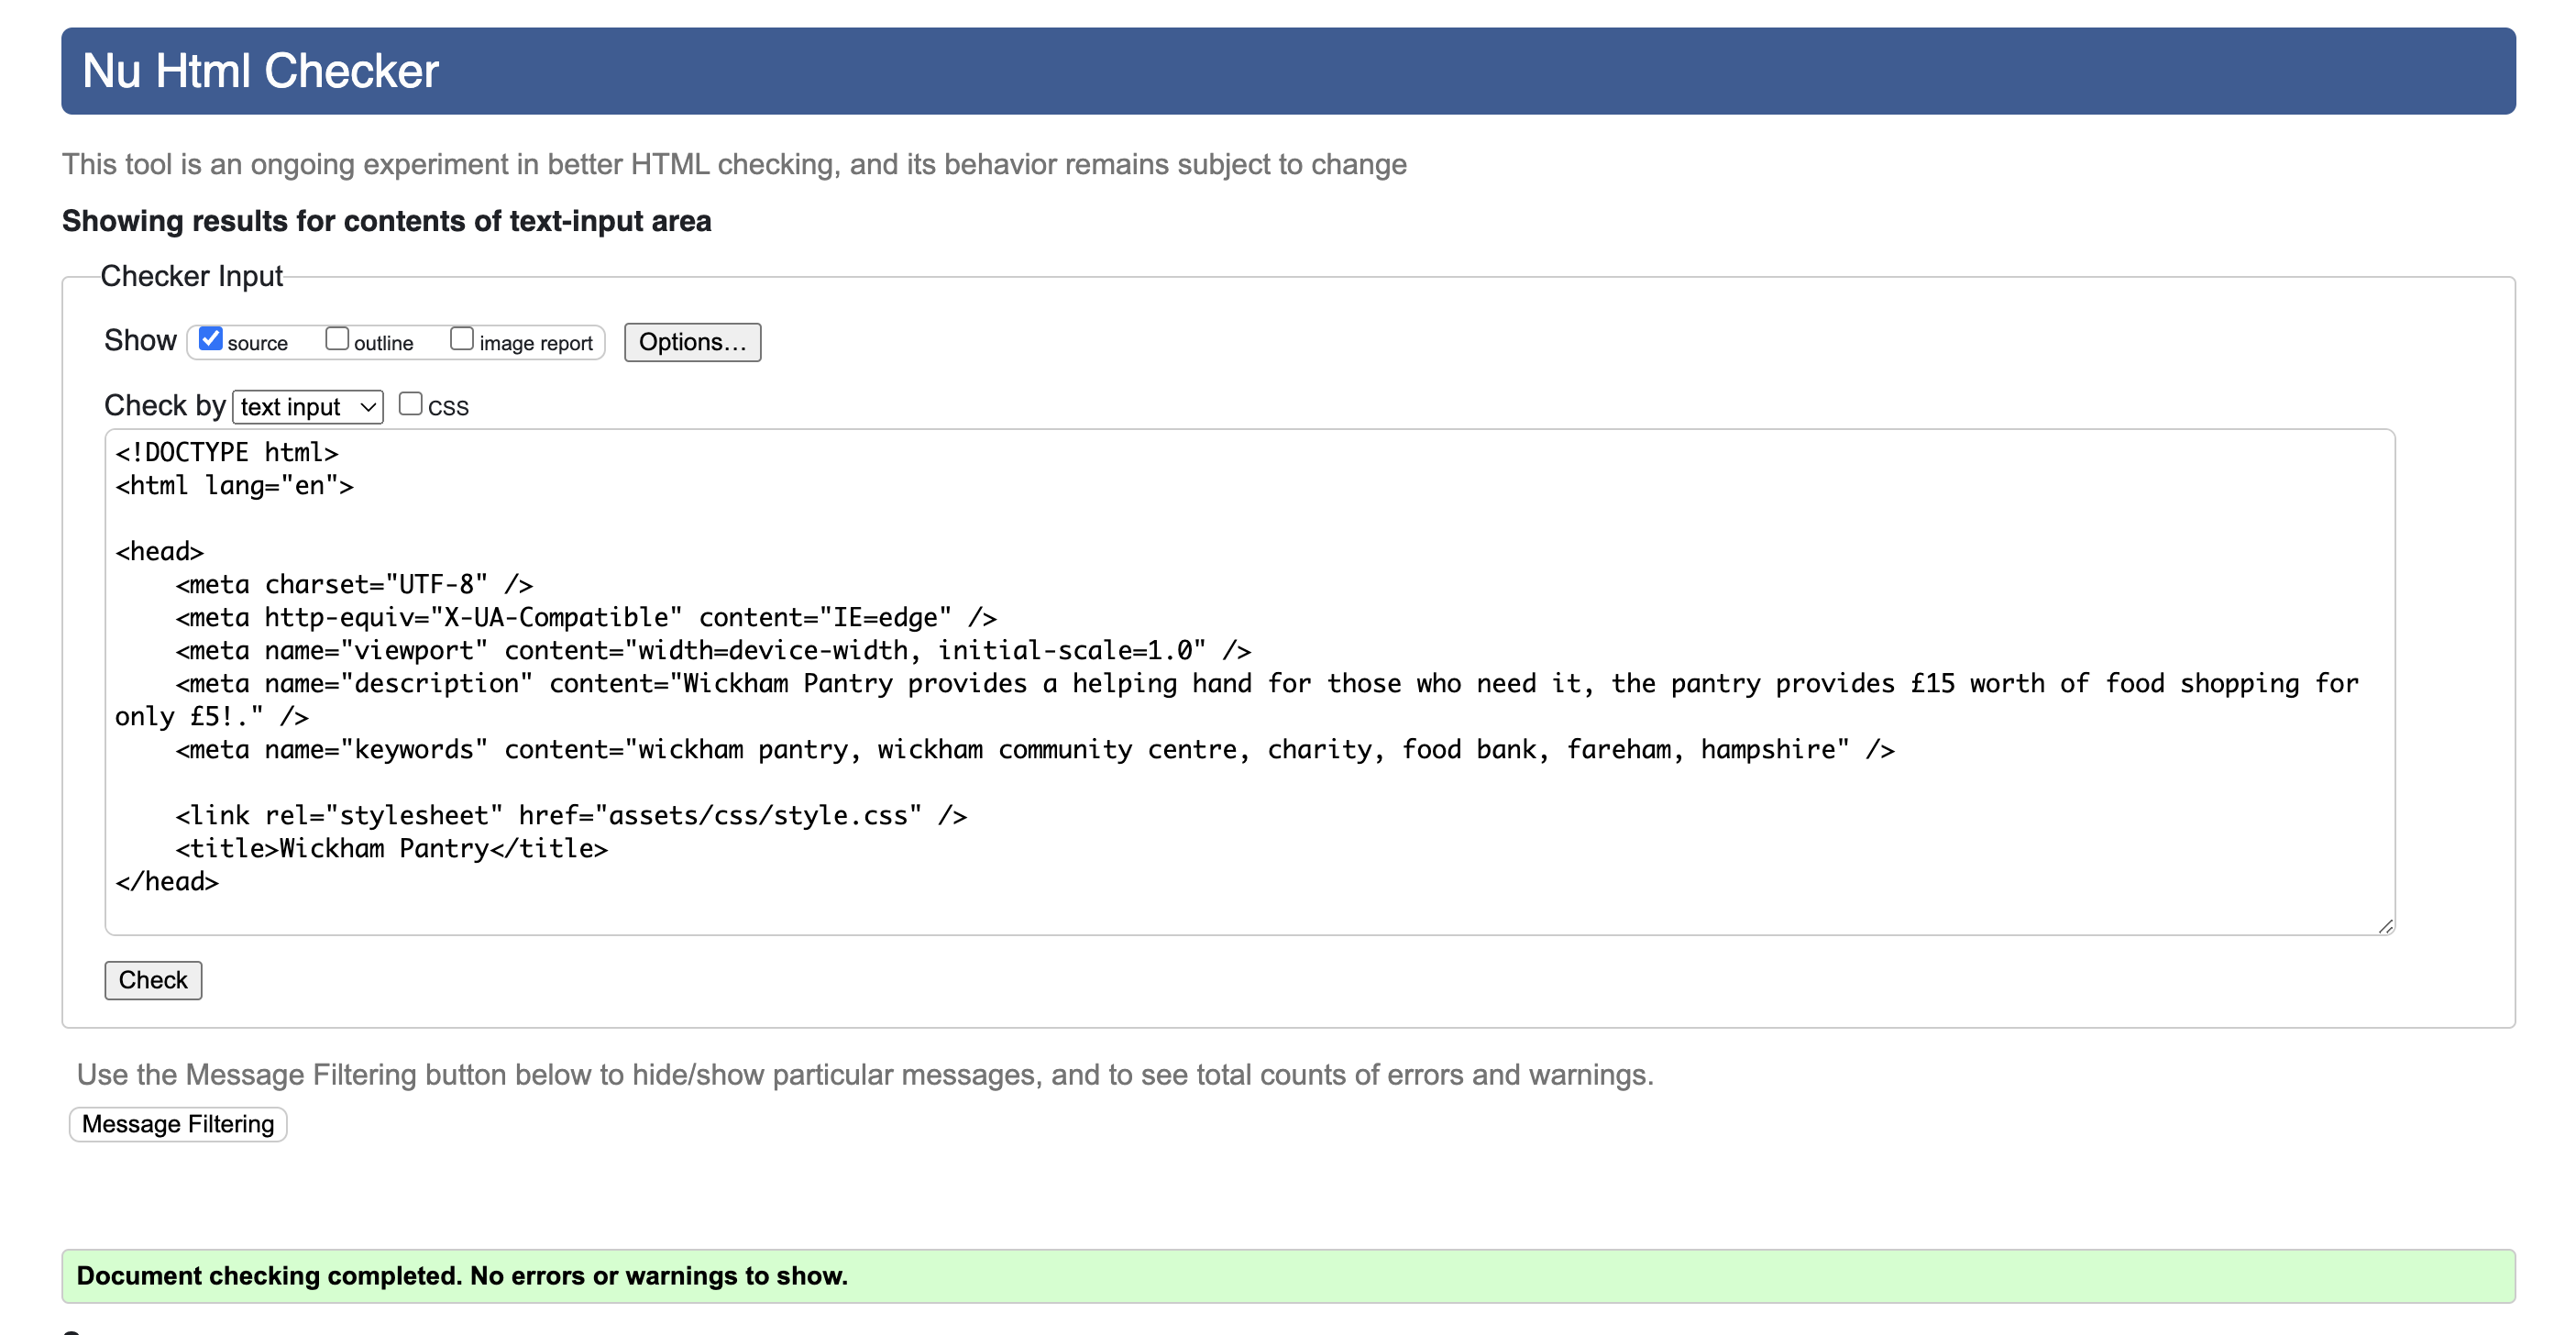 Nu Html Checker
This tool is an ongoing experiment in better HTML checking, and its behavior remains subject to change
Showing results for contents of text-input area
Checker Input
Show source outline image report Options...
Check by text input CSS
<!DOCTYPE html>
<html lang="en">
<head>
    <meta charset="UTF-8" />
    <meta http-equiv="X-UA-Compatible" content="IE=edge" />
    <meta name="viewport" content="width=device-width, initial-scale=1.0" />
    <meta name="description" content="Wickham Pantry provides a helping hand for those who need it, the pantry provides £15 worth of food shopping for
only £5!." />
    <meta name="keywords" content="wickham pantry, wickham community centre, charity, food bank, fareham, hampshire" />
    <link rel="stylesheet" href="assets/css/style.css" />
    <title>Wickham Pantry</title>
</head>
Check
Use the Message Filtering button below to hide/show particular messages, and to see total counts of errors and warnings.
Message Filtering
Document checking completed. No errors or warnings to show.